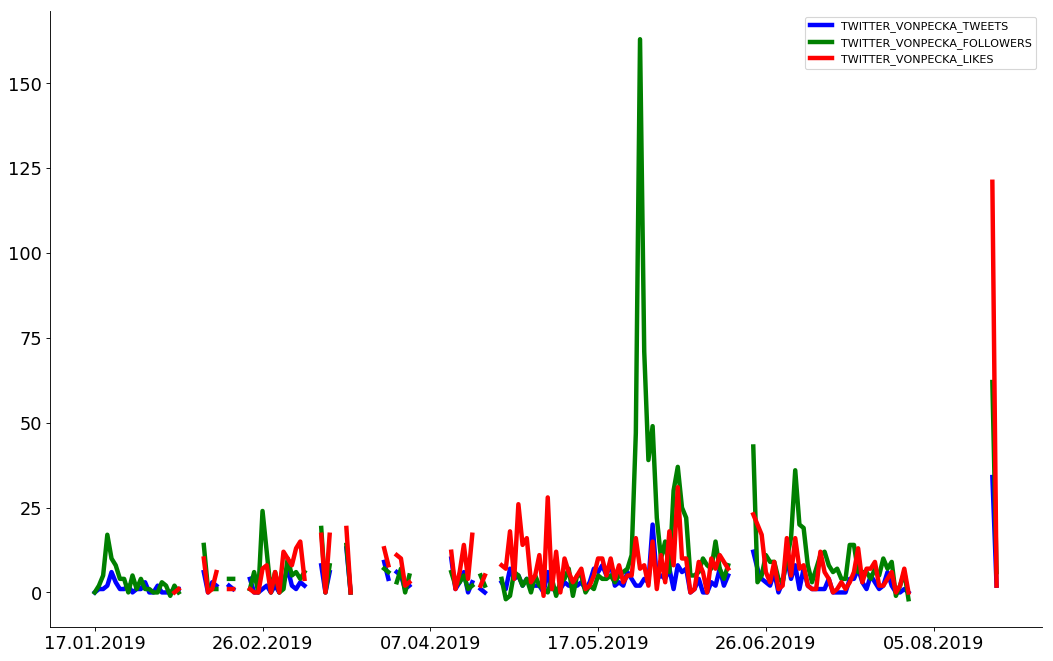 TWITTER_VONPECKA_TWEETS
TWITTER_VONPECKA_FOLLOWERS
TWITTER_VONPECKA_LIKES
150
125
100
75
50
25
0
17.01.2019 26.02.2019 07.04.2019 17.05.2019 26.06.2019 05.08.2019